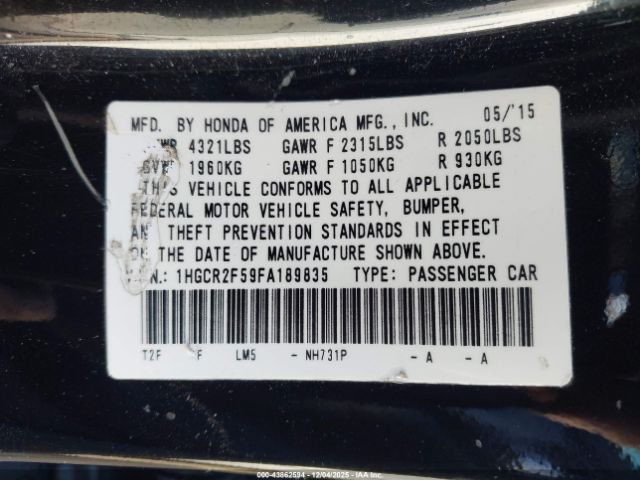 MFD. BY HONDA OF AMERICA MFG., INC. 05/'15
4321LBS GAWR F 2315LBS R 2050LBS
1960KG GAWR F 1050KG R 930KG
THIS VEHICLE CONFORMS TO ALL APPLICABLE
FEDERAL MOTOR VEHICLE SAFETY, BUMPER,
AND THEFT PREVENTION STANDARDS IN EFFECT
ON THE DATE OF MANUFACTURE SHOWN ABOVE.
1HGCR2F59FA189835 TYPE: PASSENGER CAR
T2F F LM5 - NH731P - A - A
000-43862594 - 12/04/2025 - IAA Inc.